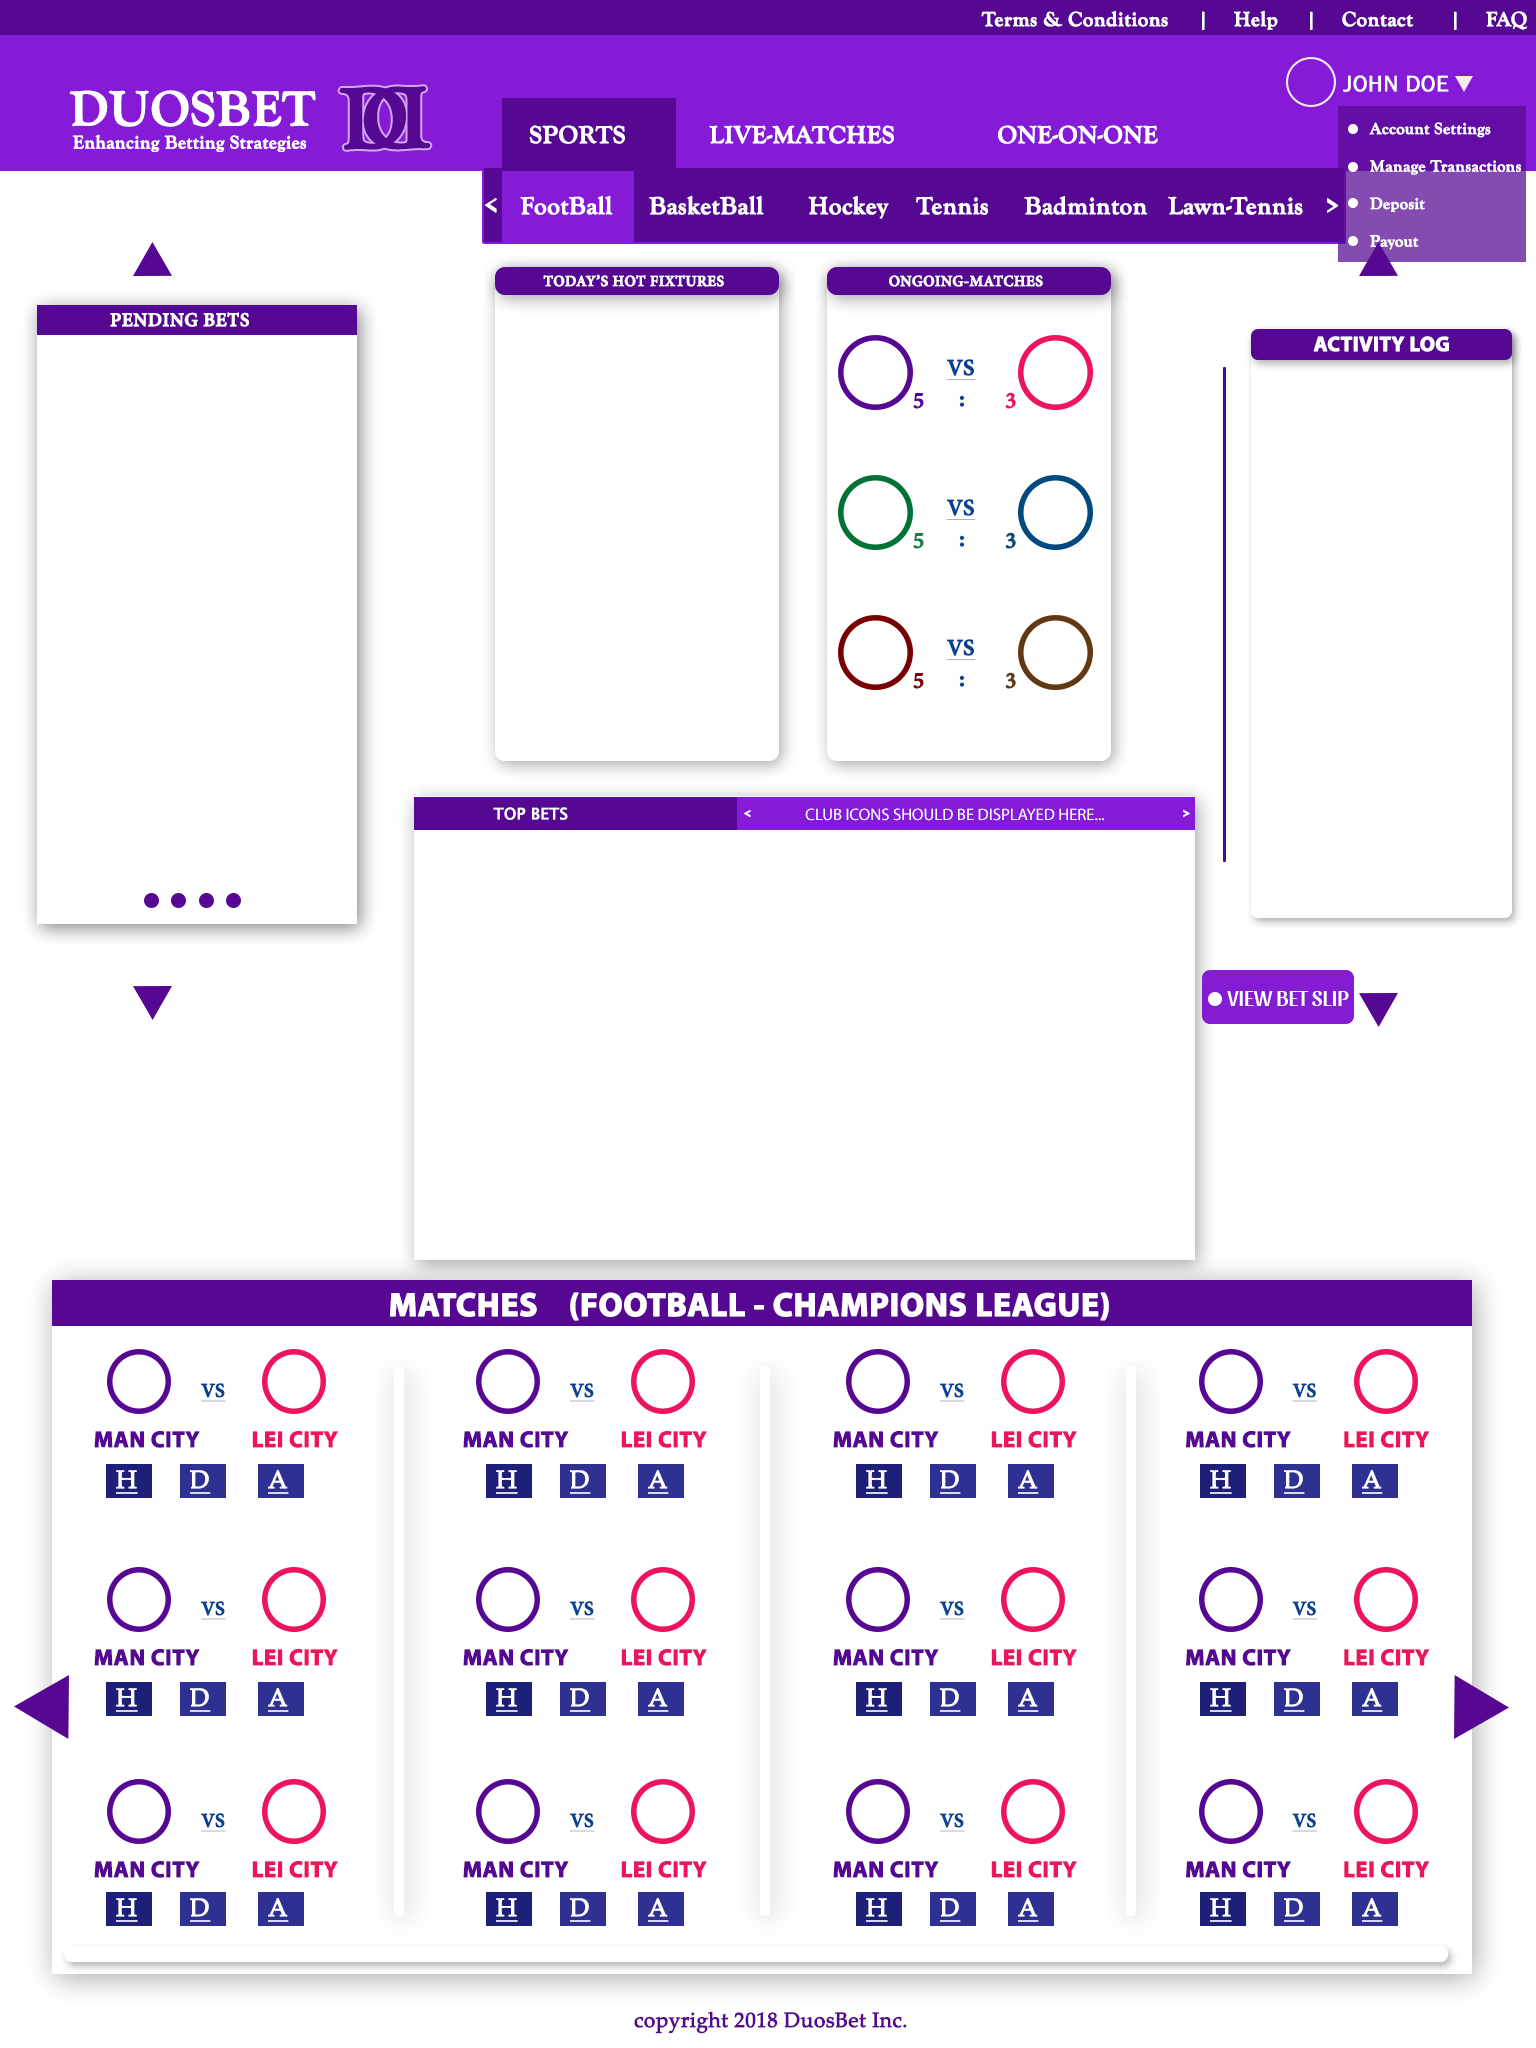 Terms & Conditions | Help | Contact | FAQ
JOHN DOE
DUOSBET
Enhancing Betting Strategies
SPORTS LIVE-MATCHES ONE-ON-ONE
Account Settings
Manage Transactions
Deposit
Payout
< FootBall BasketBall Hockey Tennis Badminton Lawn-Tennis >
PENDING BETS
TODAY'S HOT FIXTURES
ONGOING-MATCHES
VS
5 : 3
VS
5 : 3
VS
5 : 3
ACTIVITY LOG
TOP BETS < CLUB ICONS SHOULD BE DISPLAYED HERE... >
VIEW BET SLIP
MATCHES (FOOTBALL - CHAMPIONS LEAGUE)
VS VS VS VS
MAN CITY LEI CITY MAN CITY LEI CITY MAN CITY LEI CITY MAN CITY LEI CITY
H D A H D A H D A H D A
VS VS VS VS
MAN CITY LEI CITY MAN CITY LEI CITY MAN CITY LEI CITY MAN CITY LEI CITY
H D A H D A H D A H D A
VS VS VS VS
MAN CITY LEI CITY MAN CITY LEI CITY MAN CITY LEI CITY MAN CITY LEI CITY
H D A H D A H D A H D A
copyright 2018 DuosBet Inc.